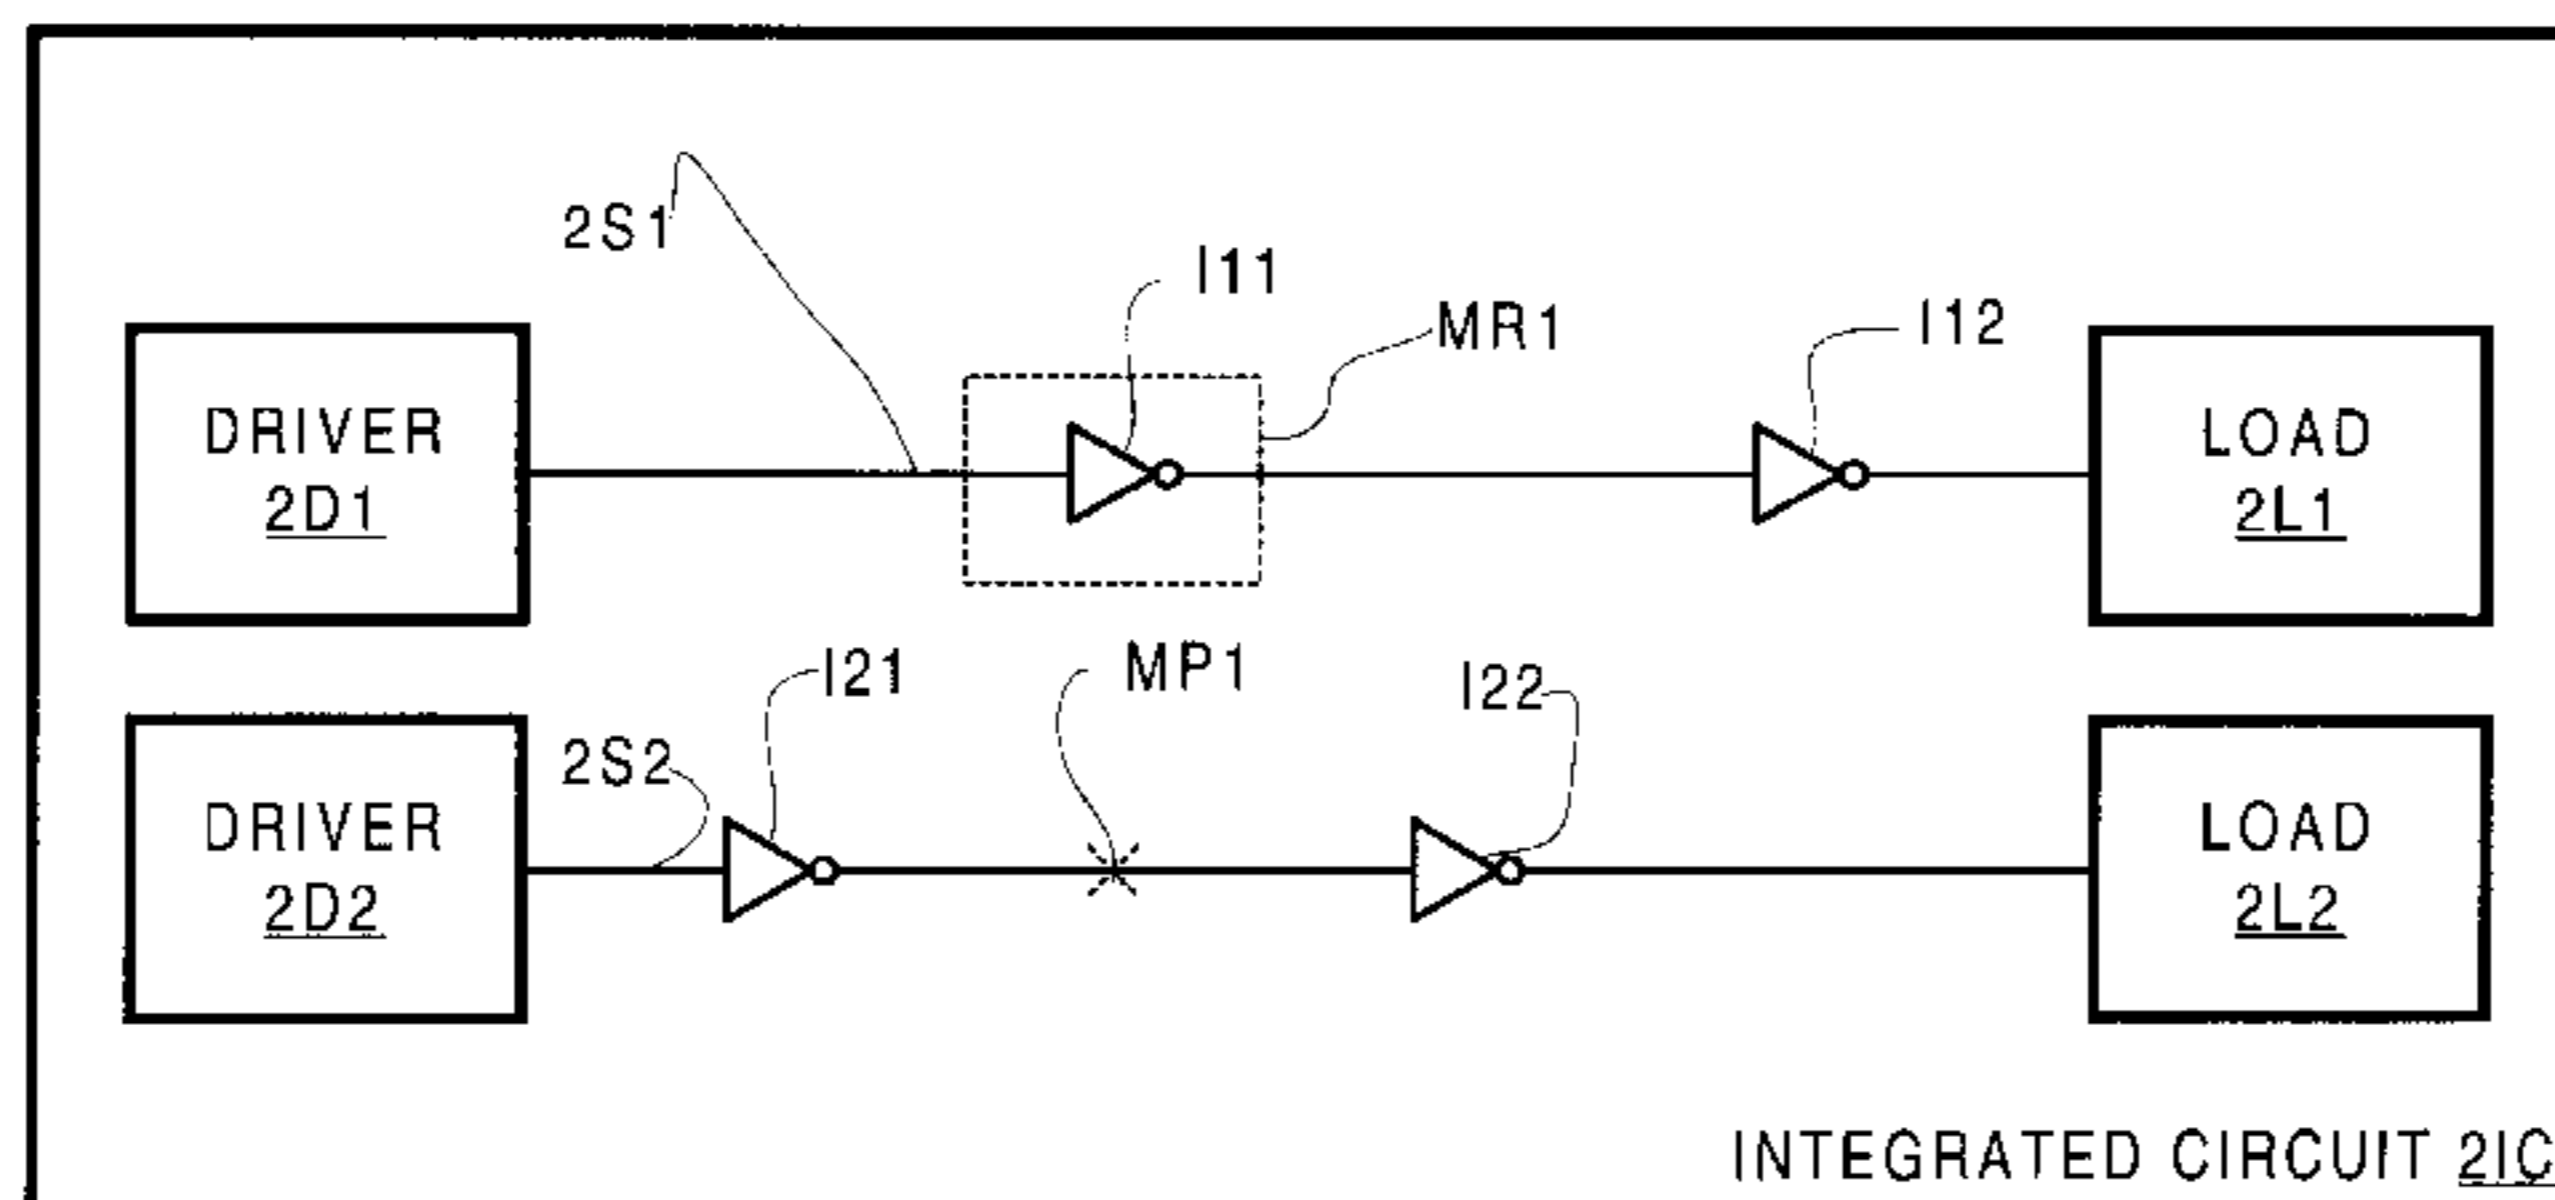 2S1
I11
MR1
I12
DRIVER
2D1
LOAD
2L1
I21
MP1
I22
2S2
DRIVER
2D2
LOAD
2L2
INTEGRATED CIRCUIT 2IC